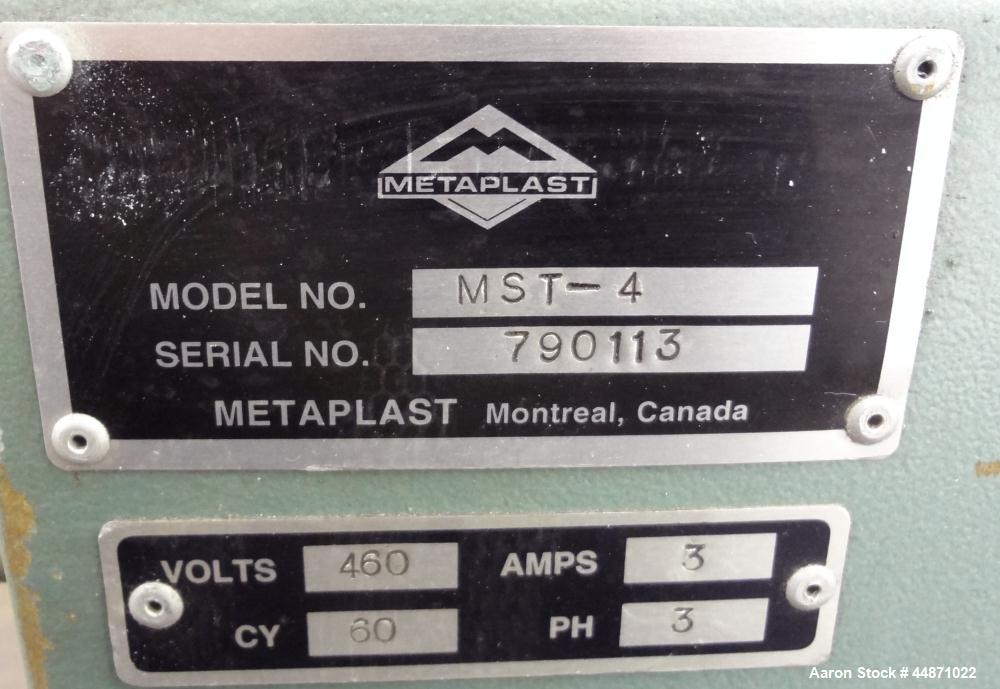 METAPLAST
MODEL NO. MST-4
SERIAL NO. 790113
METAPLAST Montreal, Canada
VOLTS 460 AMPS 3
CY 60 PH 3
Aaron Stock # 44871022